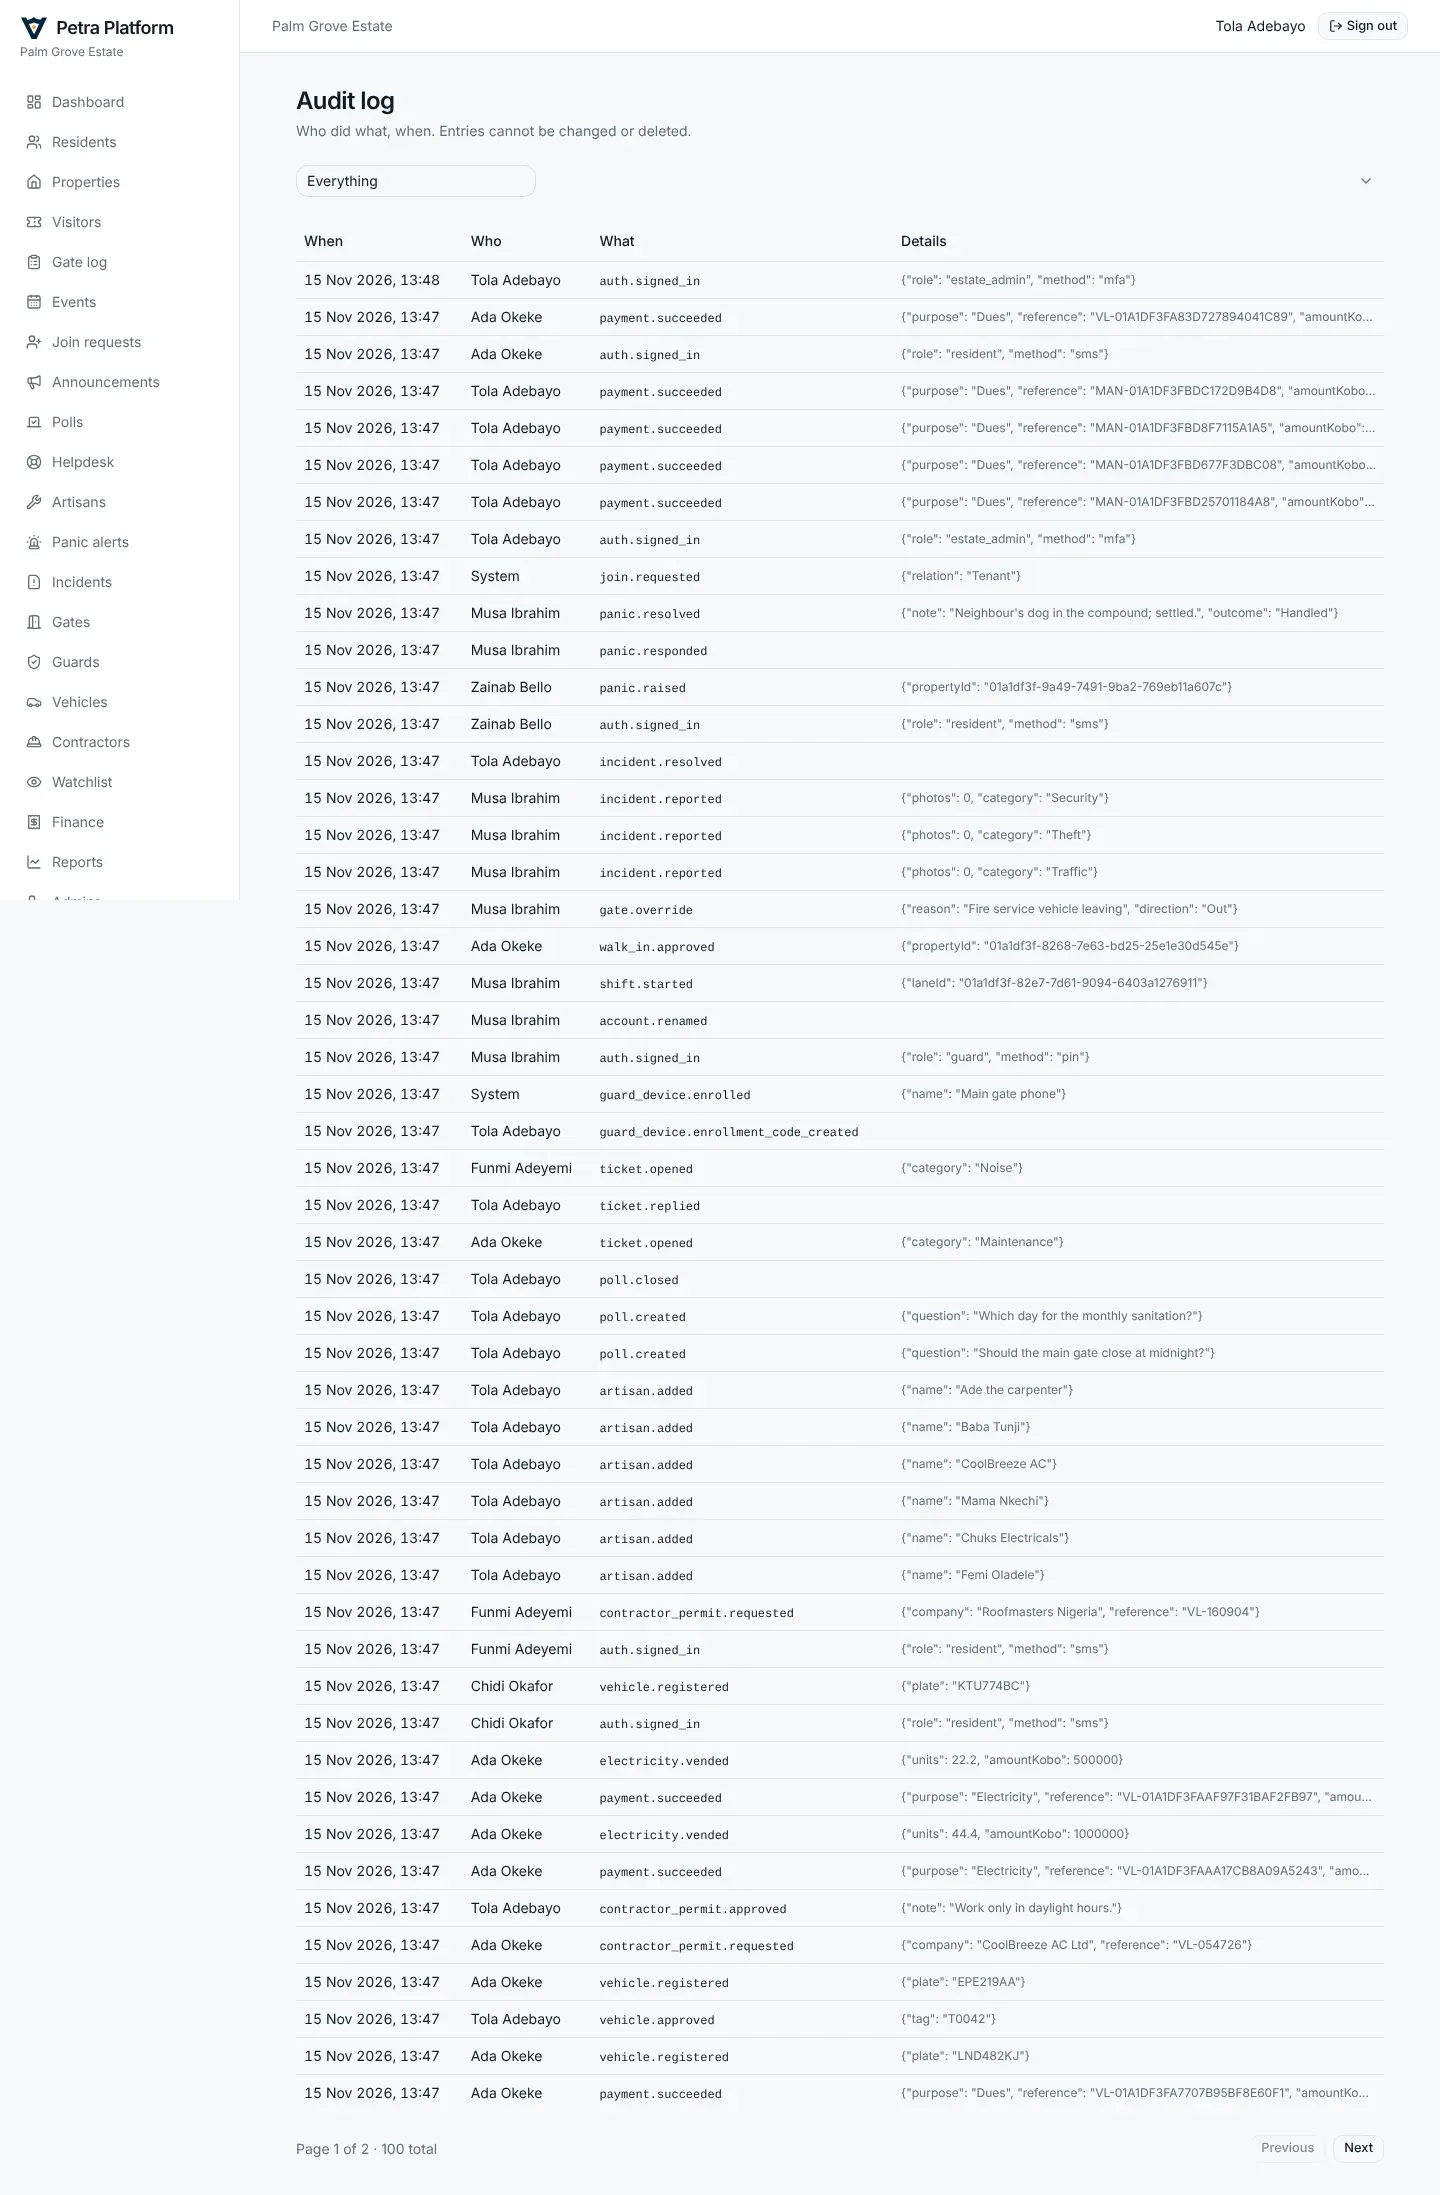 Petra Platform
Palm Grove Estate
Palm Grove Estate
Tola Adebayo
Sign out
Dashboard
Residents
Properties
Visitors
Gate log
Events
Join requests
Announcements
Polls
Helpdesk
Artisans
Panic alerts
Incidents
Gates
Guards
Vehicles
Contractors
Watchlist
Finance
Reports
Admins
Audit log
Who did what, when. Entries cannot be changed or deleted.
Everything
When Who What Details
15 Nov 2026, 13:48 Tola Adebayo auth.signed_in {"role": "estate_admin", "method": "mfa"}
15 Nov 2026, 13:47 Ada Okeke payment.succeeded {"purpose": "Dues", "reference": "VL-01A1DF3FA83D727894041C89", "amountKo...
15 Nov 2026, 13:47 Ada Okeke auth.signed_in {"role": "resident", "method": "sms"}
15 Nov 2026, 13:47 Tola Adebayo payment.succeeded {"purpose": "Dues", "reference": "MAN-01A1DF3FBDC172D9B4D8", "amountKobo...
15 Nov 2026, 13:47 Tola Adebayo payment.succeeded {"purpose": "Dues", "reference": "MAN-01A1DF3FBD8F7115A1A5", "amountKobo":...
15 Nov 2026, 13:47 Tola Adebayo payment.succeeded {"purpose": "Dues", "reference": "MAN-01A1DF3FBD677F3DBC08", "amountKobo...
15 Nov 2026, 13:47 Tola Adebayo payment.succeeded {"purpose": "Dues", "reference": "MAN-01A1DF3FBD25701184A8", "amountKobo"...
15 Nov 2026, 13:47 Tola Adebayo auth.signed_in {"role": "estate_admin", "method": "mfa"}
15 Nov 2026, 13:47 System join.requested {"relation": "Tenant"}
15 Nov 2026, 13:47 Musa Ibrahim panic.resolved {"note": "Neighbour's dog in the compound; settled.", "outcome": "Handled"}
15 Nov 2026, 13:47 Musa Ibrahim panic.responded
15 Nov 2026, 13:47 Zainab Bello panic.raised {"propertyId": "01a1df3f-9a49-7491-9ba2-769eb11a607c"}
15 Nov 2026, 13:47 Zainab Bello auth.signed_in {"role": "resident", "method": "sms"}
15 Nov 2026, 13:47 Tola Adebayo incident.resolved
15 Nov 2026, 13:47 Musa Ibrahim incident.reported {"photos": 0, "category": "Security"}
15 Nov 2026, 13:47 Musa Ibrahim incident.reported {"photos": 0, "category": "Theft"}
15 Nov 2026, 13:47 Musa Ibrahim incident.reported {"photos": 0, "category": "Traffic"}
15 Nov 2026, 13:47 Musa Ibrahim gate.override {"reason": "Fire service vehicle leaving", "direction": "Out"}
15 Nov 2026, 13:47 Ada Okeke walk_in.approved {"propertyId": "01a1df3f-8268-7e63-bd25-25e1e30d545e"}
15 Nov 2026, 13:47 Musa Ibrahim shift.started {"laneId": "01a1df3f-82e7-7d61-9094-6403a1276911"}
15 Nov 2026, 13:47 Musa Ibrahim account.renamed
15 Nov 2026, 13:47 Musa Ibrahim auth.signed_in {"role": "guard", "method": "pin"}
15 Nov 2026, 13:47 System guard_device.enrolled {"name": "Main gate phone"}
15 Nov 2026, 13:47 Tola Adebayo guard_device.enrollment_code_created
15 Nov 2026, 13:47 Funmi Adeyemi ticket.opened {"category": "Noise"}
15 Nov 2026, 13:47 Tola Adebayo ticket.replied
15 Nov 2026, 13:47 Ada Okeke ticket.opened {"category": "Maintenance"}
15 Nov 2026, 13:47 Tola Adebayo poll.closed
15 Nov 2026, 13:47 Tola Adebayo poll.created {"question": "Which day for the monthly sanitation?"}
15 Nov 2026, 13:47 Tola Adebayo poll.created {"question": "Should the main gate close at midnight?"}
15 Nov 2026, 13:47 Tola Adebayo artisan.added {"name": "Ade the carpenter"}
15 Nov 2026, 13:47 Tola Adebayo artisan.added {"name": "Baba Tunji"}
15 Nov 2026, 13:47 Tola Adebayo artisan.added {"name": "CoolBreeze AC"}
15 Nov 2026, 13:47 Tola Adebayo artisan.added {"name": "Mama Nkechi"}
15 Nov 2026, 13:47 Tola Adebayo artisan.added {"name": "Chuks Electricals"}
15 Nov 2026, 13:47 Tola Adebayo artisan.added {"name": "Femi Oladele"}
15 Nov 2026, 13:47 Funmi Adeyemi contractor_permit.requested {"company": "Roofmasters Nigeria", "reference": "VL-160904"}
15 Nov 2026, 13:47 Funmi Adeyemi auth.signed_in {"role": "resident", "method": "sms"}
15 Nov 2026, 13:47 Chidi Okafor vehicle.registered {"plate": "KTU774BC"}
15 Nov 2026, 13:47 Chidi Okafor auth.signed_in {"role": "resident", "method": "sms"}
15 Nov 2026, 13:47 Ada Okeke electricity.vended {"units": 22.2, "amountKobo": 500000}
15 Nov 2026, 13:47 Ada Okeke payment.succeeded {"purpose": "Electricity", "reference": "VL-01A1DF3FAAF97F31BAF2FB97", "amou...
15 Nov 2026, 13:47 Ada Okeke electricity.vended {"units": 44.4, "amountKobo": 1000000}
15 Nov 2026, 13:47 Ada Okeke payment.succeeded {"purpose": "Electricity", "reference": "VL-01A1DF3FAAA17CB8A09A5243", "amo...
15 Nov 2026, 13:47 Tola Adebayo contractor_permit.approved {"note": "Work only in daylight hours."}
15 Nov 2026, 13:47 Ada Okeke contractor_permit.requested {"company": "CoolBreeze AC Ltd", "reference": "VL-054726"}
15 Nov 2026, 13:47 Ada Okeke vehicle.registered {"plate": "EPE219AA"}
15 Nov 2026, 13:47 Tola Adebayo vehicle.approved {"tag": "T0042"}
15 Nov 2026, 13:47 Ada Okeke vehicle.registered {"plate": "LND482KJ"}
15 Nov 2026, 13:47 Ada Okeke payment.succeeded {"purpose": "Dues", "reference": "VL-01A1DF3FA7707B95BF8E60F1", "amountKo...
Page 1 of 2 · 100 total
Previous
Next